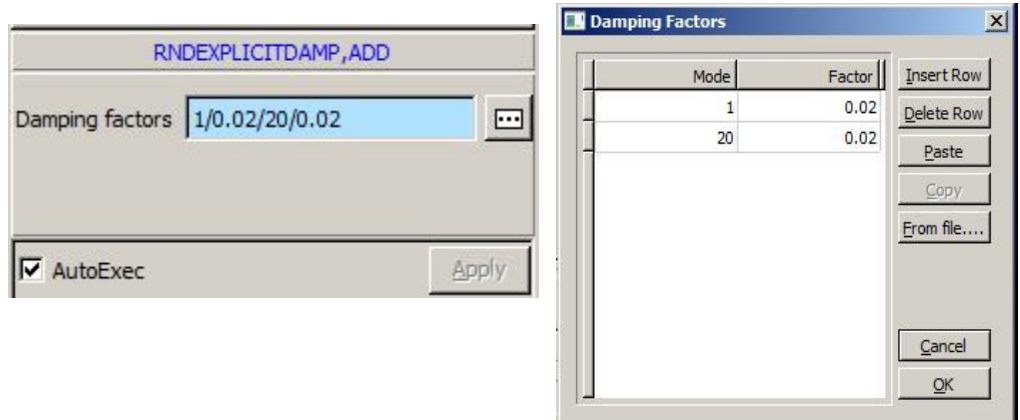 RNDEXPLICITDAMP,ADD
Damping factors 1/0.02/20/0.02
AutoExec
Apply
Damping Factors
Mode Factor
1 0.02
20 0.02
Insert Row
Delete Row
Paste
Copy
From file....
Cancel
OK